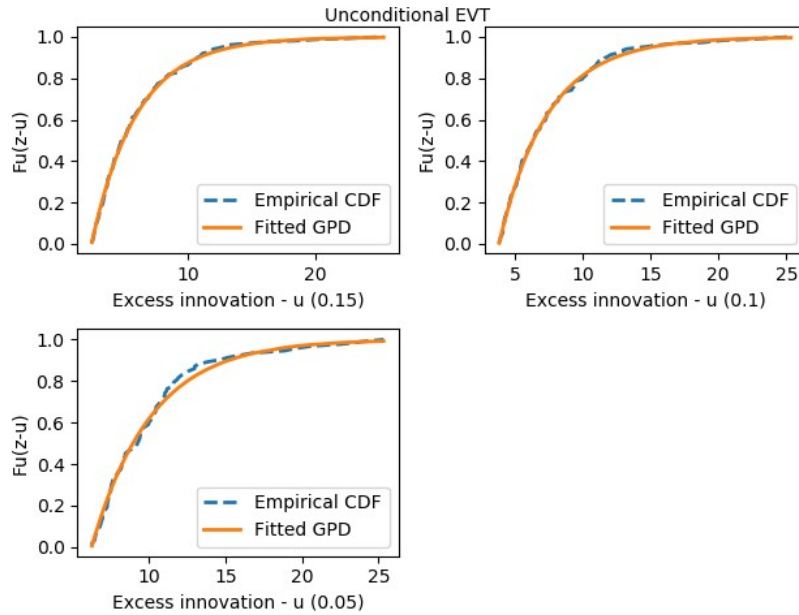 Unconditional EVT
1.0
0.8
0.6
0.4
0.2
0.0
Fu(z-u)
Empirical CDF
Fitted GPD
10 20
Excess innovation - u (0.15)
1.0
0.8
0.6
0.4
0.2
0.0
Fu(z-u)
Empirical CDF
Fitted GPD
5 10 15 20 25
Excess innovation - u (0.1)
1.0
0.8
0.6
0.4
0.2
0.0
Fu(z-u)
Empirical CDF
Fitted GPD
10 15 20 25
Excess innovation - u (0.05)